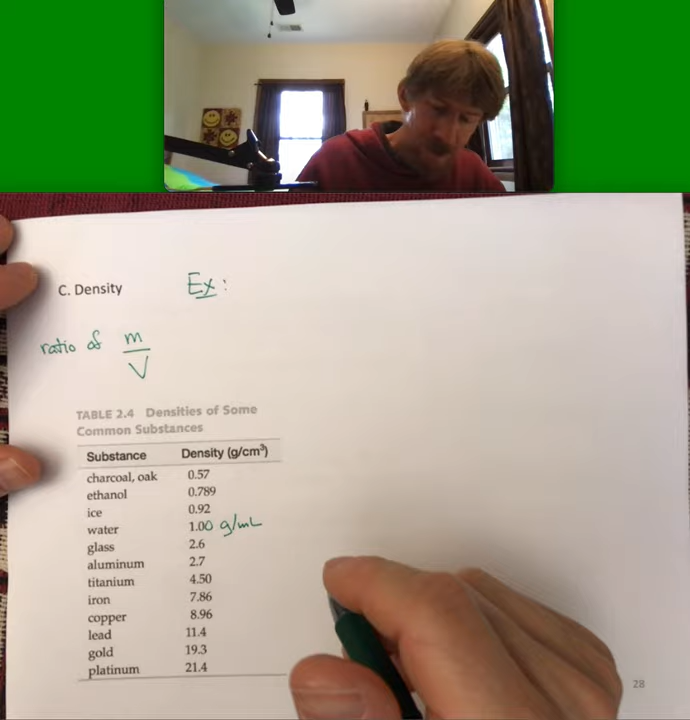 C. Density Ex:
ratio of m/V
TABLE 2.4 Densities of Some
Common Substances
Substance Density (g/cm³)
charcoal, oak 0.57
ethanol 0.789
ice 0.92
water 1.00 g/mL
glass 2.6
aluminum 2.7
titanium 4.50
iron 7.86
copper 8.96
lead 11.4
gold 19.3
platinum 21.4
28